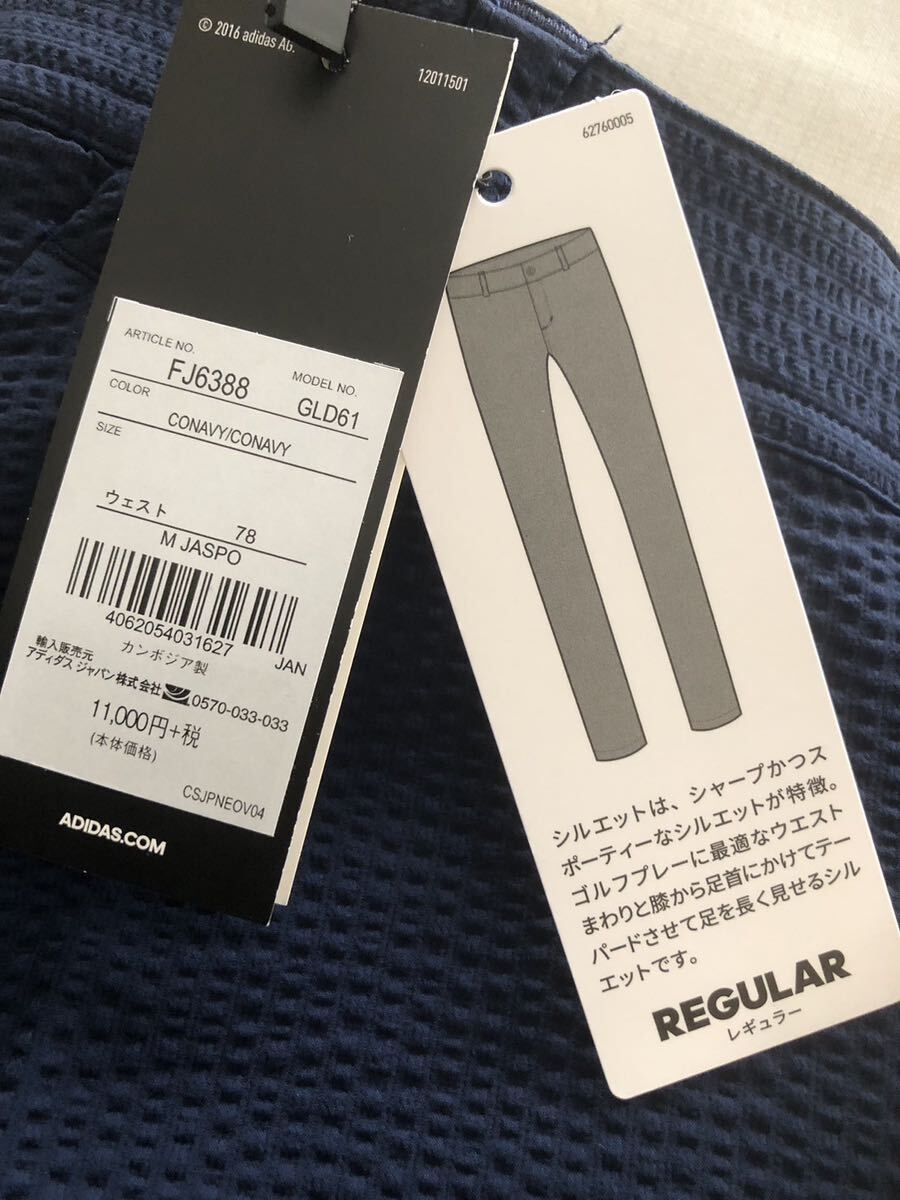 © 2016 adidas AG.
12011501
ARTICLE NO.
FJ6388
MODEL NO.
GLD61
COLOR
CONAVY/CONAVY
SIZE
ウェスト 78
M JASPO
4062054031627
JAN
カンボジア製
輸入販売元
アディダス ジャパン株式会社
0570-033-033
11,000円+税
(本体価格)
CSJPNEOV04
ADIDAS.COM
62760005
シルエットは、シャープかつス
ポーティーなシルエットが特徴。
ゴルフプレーに最適なウエスト
まわりと膝から足首にかけてテー
パードさせて足を長く見せるシル
エットです。
REGULAR
レギュラー